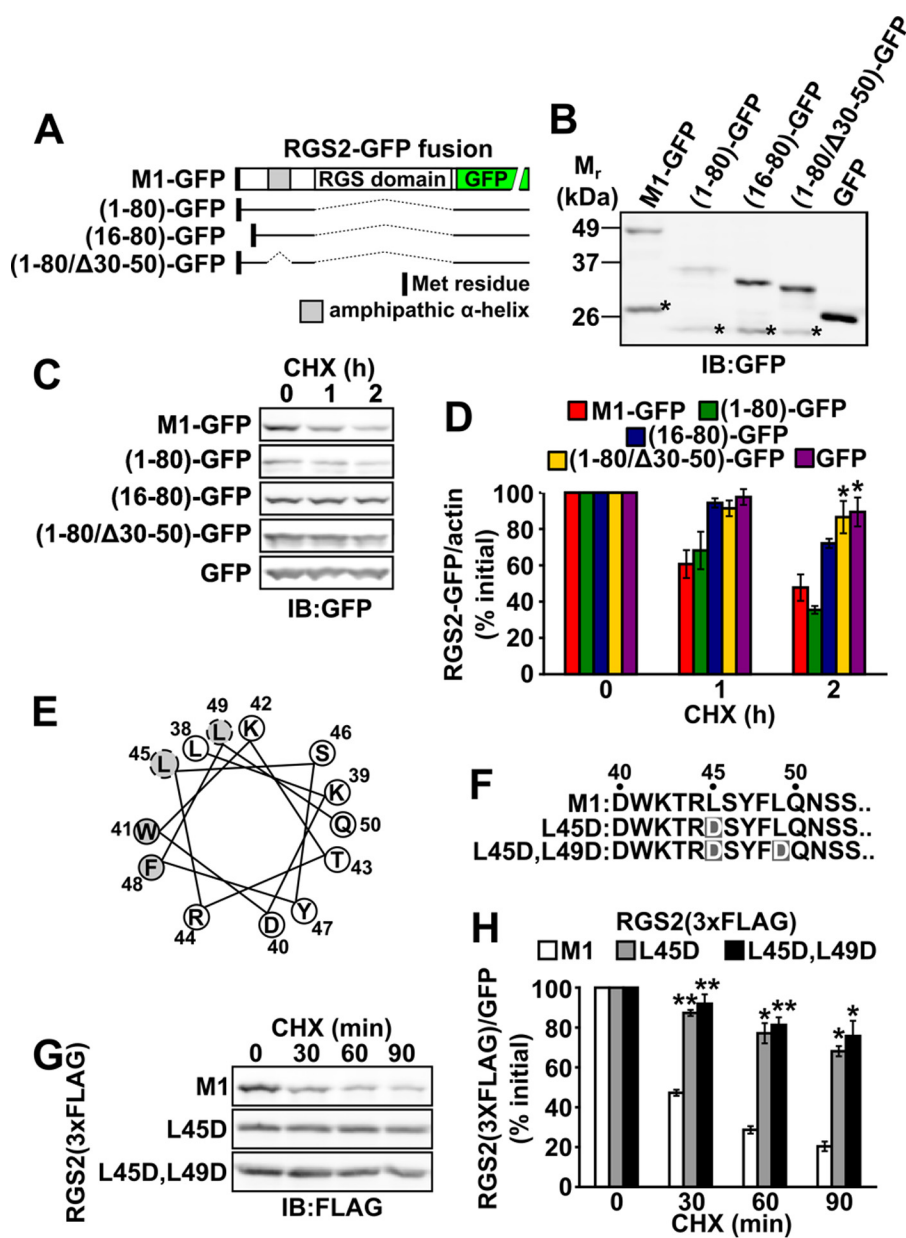 A
RGS2-GFP fusion
M1-GFP
RGS domain
GFP
(1-80)-GFP
(16-80)-GFP
(1-80/Δ30-50)-GFP
Met residue
amphipathic α-helix
B
Mr
(kDa)
M1-GFP
(1-80)-GFP
(16-80)-GFP
(1-80/Δ30-50)-GFP
GFP
49
37
26
* * * *
IB:GFP
C
CHX (h)
0 1 2
M1-GFP
(1-80)-GFP
(16-80)-GFP
(1-80/Δ30-50)-GFP
GFP
IB:GFP
D
M1-GFP (1-80)-GFP
(16-80)-GFP
(1-80/Δ30-50)-GFP GFP
RGS2-GFP/actin
(% initial)
100
80
60
40
20
0
* *
0 1 2
CHX (h)
E
49 42
38 L K 46
45 L L S
K 39
41 W Q 50
48 F T 43
R D Y 47
44 40
F
40 45 50
M1:DWKTRLSYFLQNSS..
L45D:DWKTRDSYFLQNSS..
L45D,L49D:DWKTRDSYFDQNSS..
G
RGS2(3xFLAG)
CHX (min)
0 30 60 90
M1
L45D
L45D,L49D
IB:FLAG
H
RGS2(3xFLAG)
M1 L45D L45D,L49D
RGS2(3XFLAG)/GFP
(% initial)
100
80
60
40
20
0
** ** * ** * *
0 30 60 90
CHX (min)